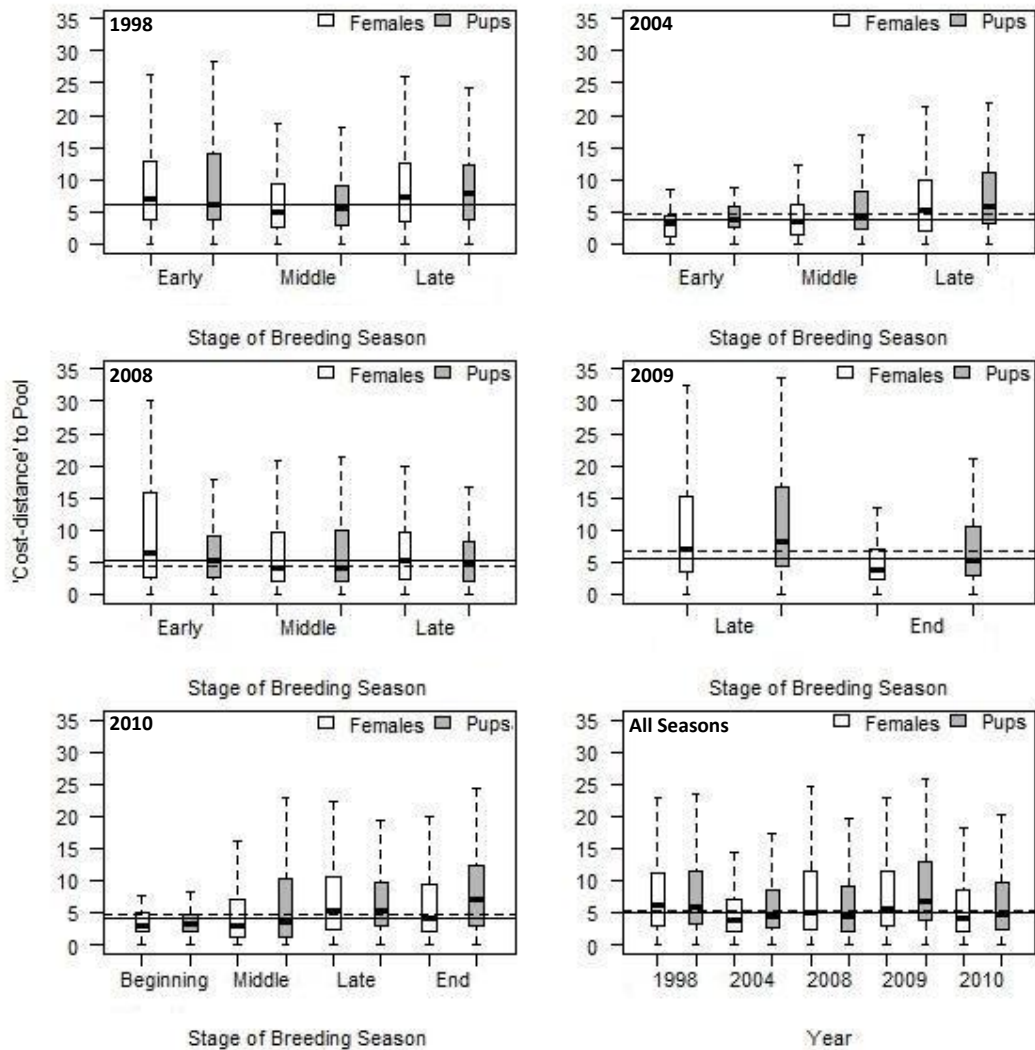 'Cost-distance' to Pool
1998
Females Pups
35
30
25
20
15
10
5
0
Early Middle Late
Stage of Breeding Season
2004
Females Pups
35
30
25
20
15
10
5
0
Early Middle Late
Stage of Breeding Season
2008
Females Pups
35
30
25
20
15
10
5
0
Early Middle Late
Stage of Breeding Season
2009
Females Pups
35
30
25
20
15
10
5
0
Late End
Stage of Breeding Season
2010
Females Pups
35
30
25
20
15
10
5
0
Beginning Middle Late End
Stage of Breeding Season
All Seasons
Females Pups
35
30
25
20
15
10
5
0
1998 2004 2008 2009 2010
Year